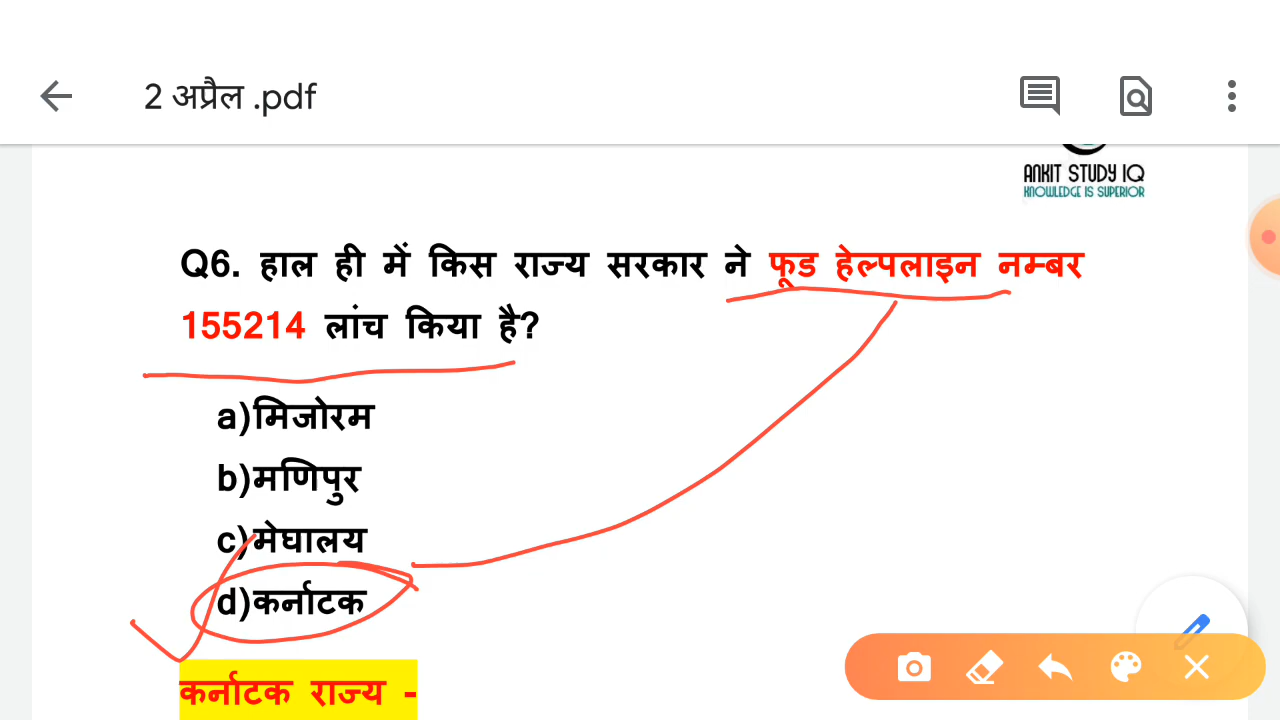 2 अप्रैल .pdf
ANKIT STUDY IQ
KNOWLEDGE IS SUPERIOR
Q6. हाल ही में किस राज्य सरकार ने फूड हेल्पलाइन नम्बर
155214 लांच किया है?
a)मिजोरम
b)मणिपुर
c)मेघालय
d)कर्नाटक
कर्नाटक राज्य -